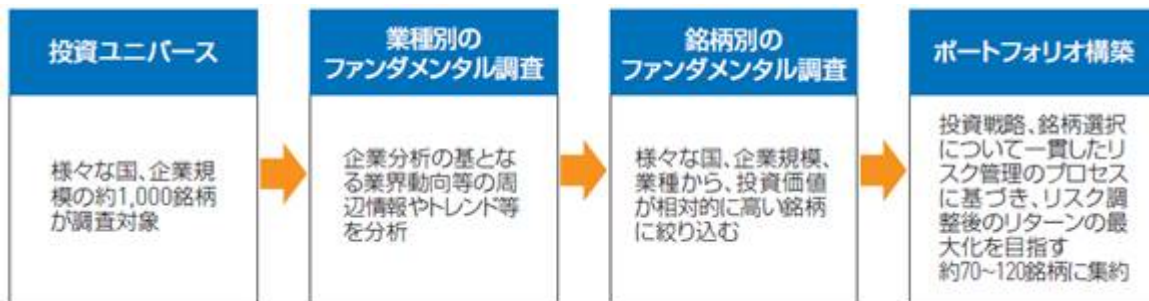 投資ユニバース
様々な国、企業規
模の約1,000銘柄
が調査対象
業種別の
ファンダメンタル調査
企業分析の基とな
る業界動向等の周
辺情報やトレンド等
を分析
銘柄別の
ファンダメンタル調査
様々な国、企業規模、
業種から、投資価値
が相対的に高い銘柄
に絞り込む
ポートフォリオ構築
投資戦略、銘柄選択
について一貫したリ
スク管理のプロセス
に基づき、リスク調
整後のリターンの最
大化を目指す
約70~120銘柄に集約